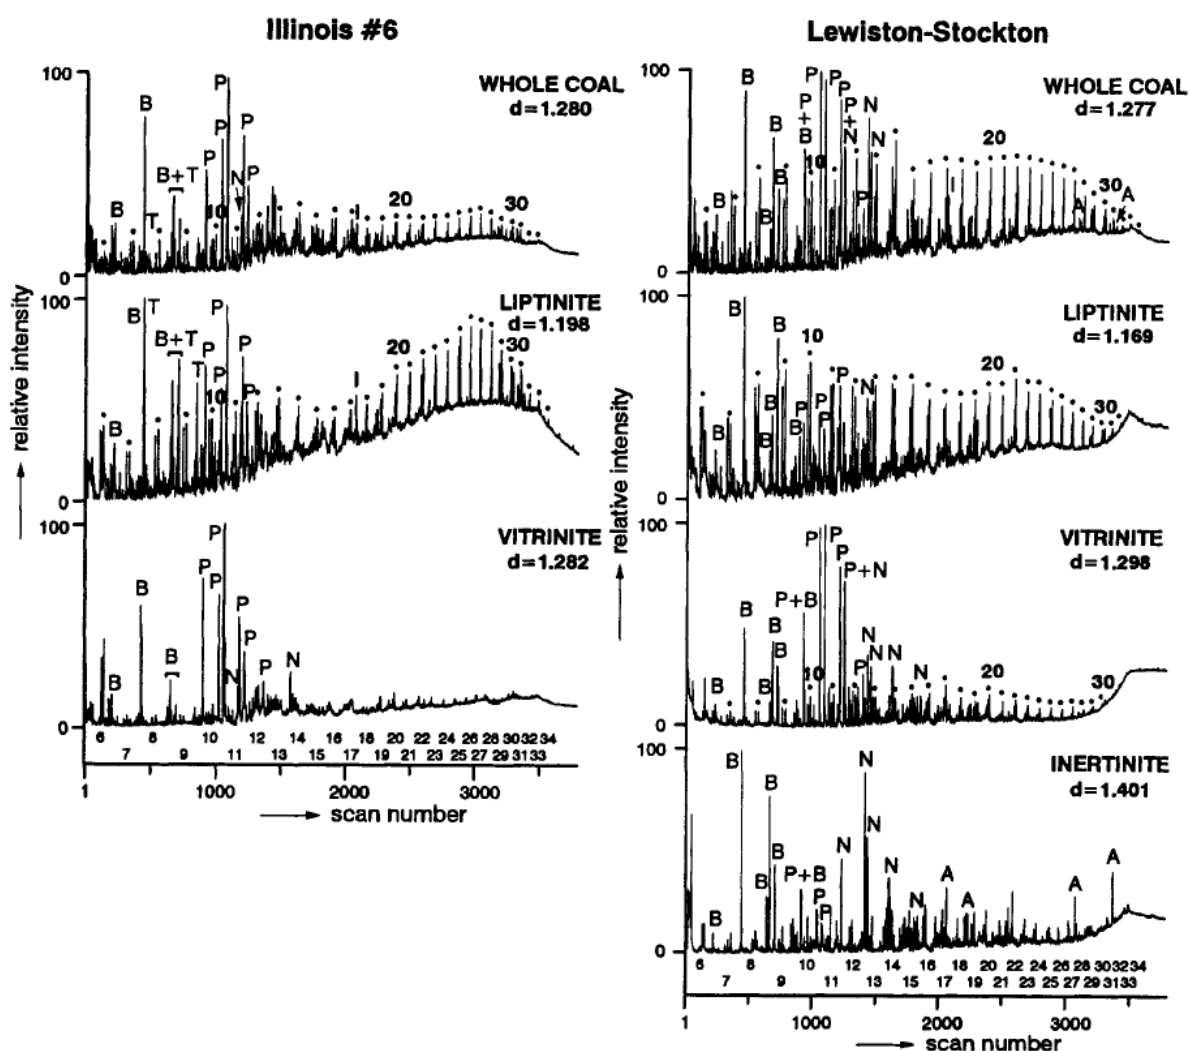 Illinois #6
100
WHOLE COAL
d=1.280
B
B
T
B+T
P
P
P
P
P
N
10
20
30
0
100
LIPTINITE
d=1.198
B
T
B
B+T
T
P
P
P
P
P
10
I
20
30
0
100
VITRINITE
d=1.282
B
B
B
P
P
P
P
P
P
N
N
0
6 8 10 12 14 16 18 20 22 24 26 28 30 32 34
7 9 11 13 15 17 19 21 23 25 27 29 31 33
1 1000 2000 3000
scan number
relative intensity
Lewiston-Stockton
100
WHOLE COAL
d=1.277
B
B
B
B
B
P
+
B
P
P
P
P
+
N
N
N
P
10
I
20
30
A
A
0
100
LIPTINITE
d=1.169
B
B
B
B
B
B
P
P
P
P
N
10
20
30
0
100
VITRINITE
d=1.298
B
B
B
B
B
P+B
P
P
P
P+N
P
N
N
N
N
10
20
30
0
100
INERTINITE
d=1.401
B
B
B
B
B
P+B
P
P
N
N
N
N
N
A
A
A
A
0
6 8 10 12 14 16 18 20 22 24 26 28 30 32 34
7 9 11 13 15 17 19 21 23 25 27 29 31 33
1 1000 2000 3000
scan number
relative intensity